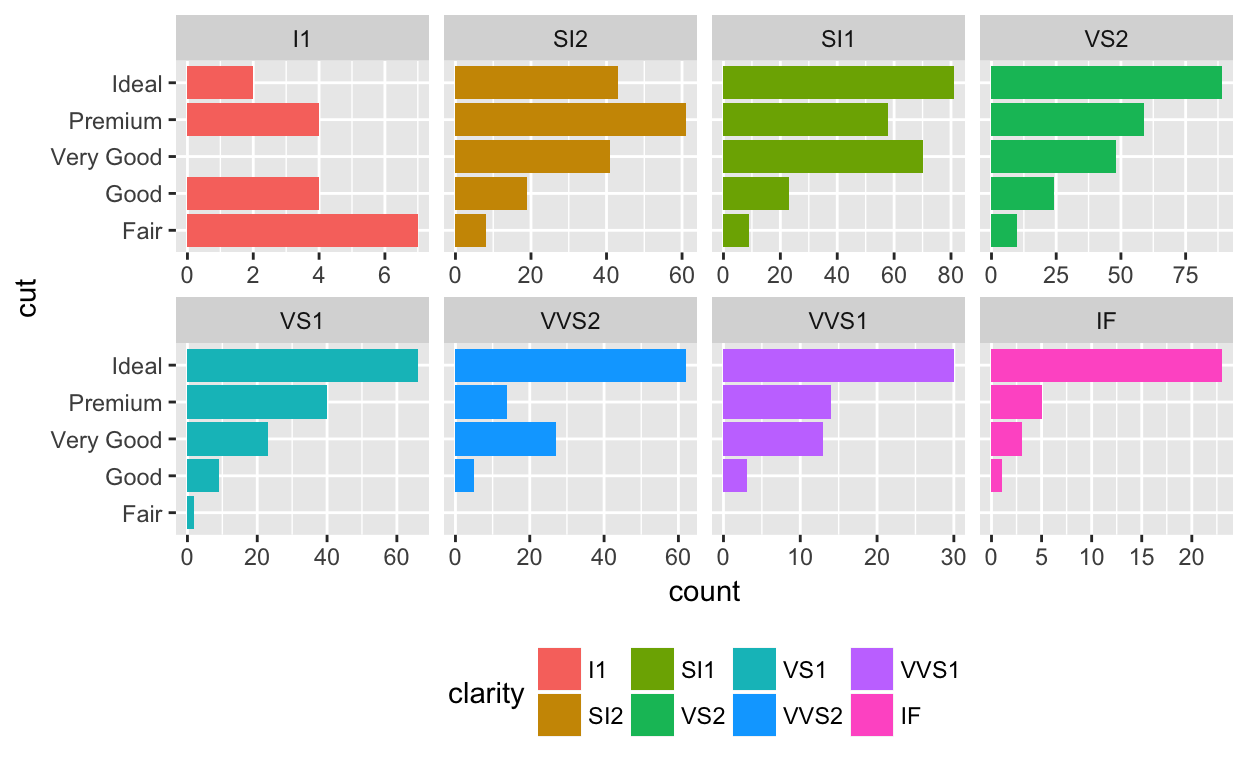 I1 SI2 SI1 VS2
Ideal
Premium
Very Good
Good
Fair
0 2 4 6 0 20 40 60 0 20 40 60 80 0 25 50 75
cut
VS1 VVS2 VVS1 IF
Ideal
Premium
Very Good
Good
Fair
0 20 40 60 0 20 40 60 0 10 20 30 0 5 10 15 20
count
clarity
I1 SI1 VS1 VVS1
SI2 VS2 VVS2 IF